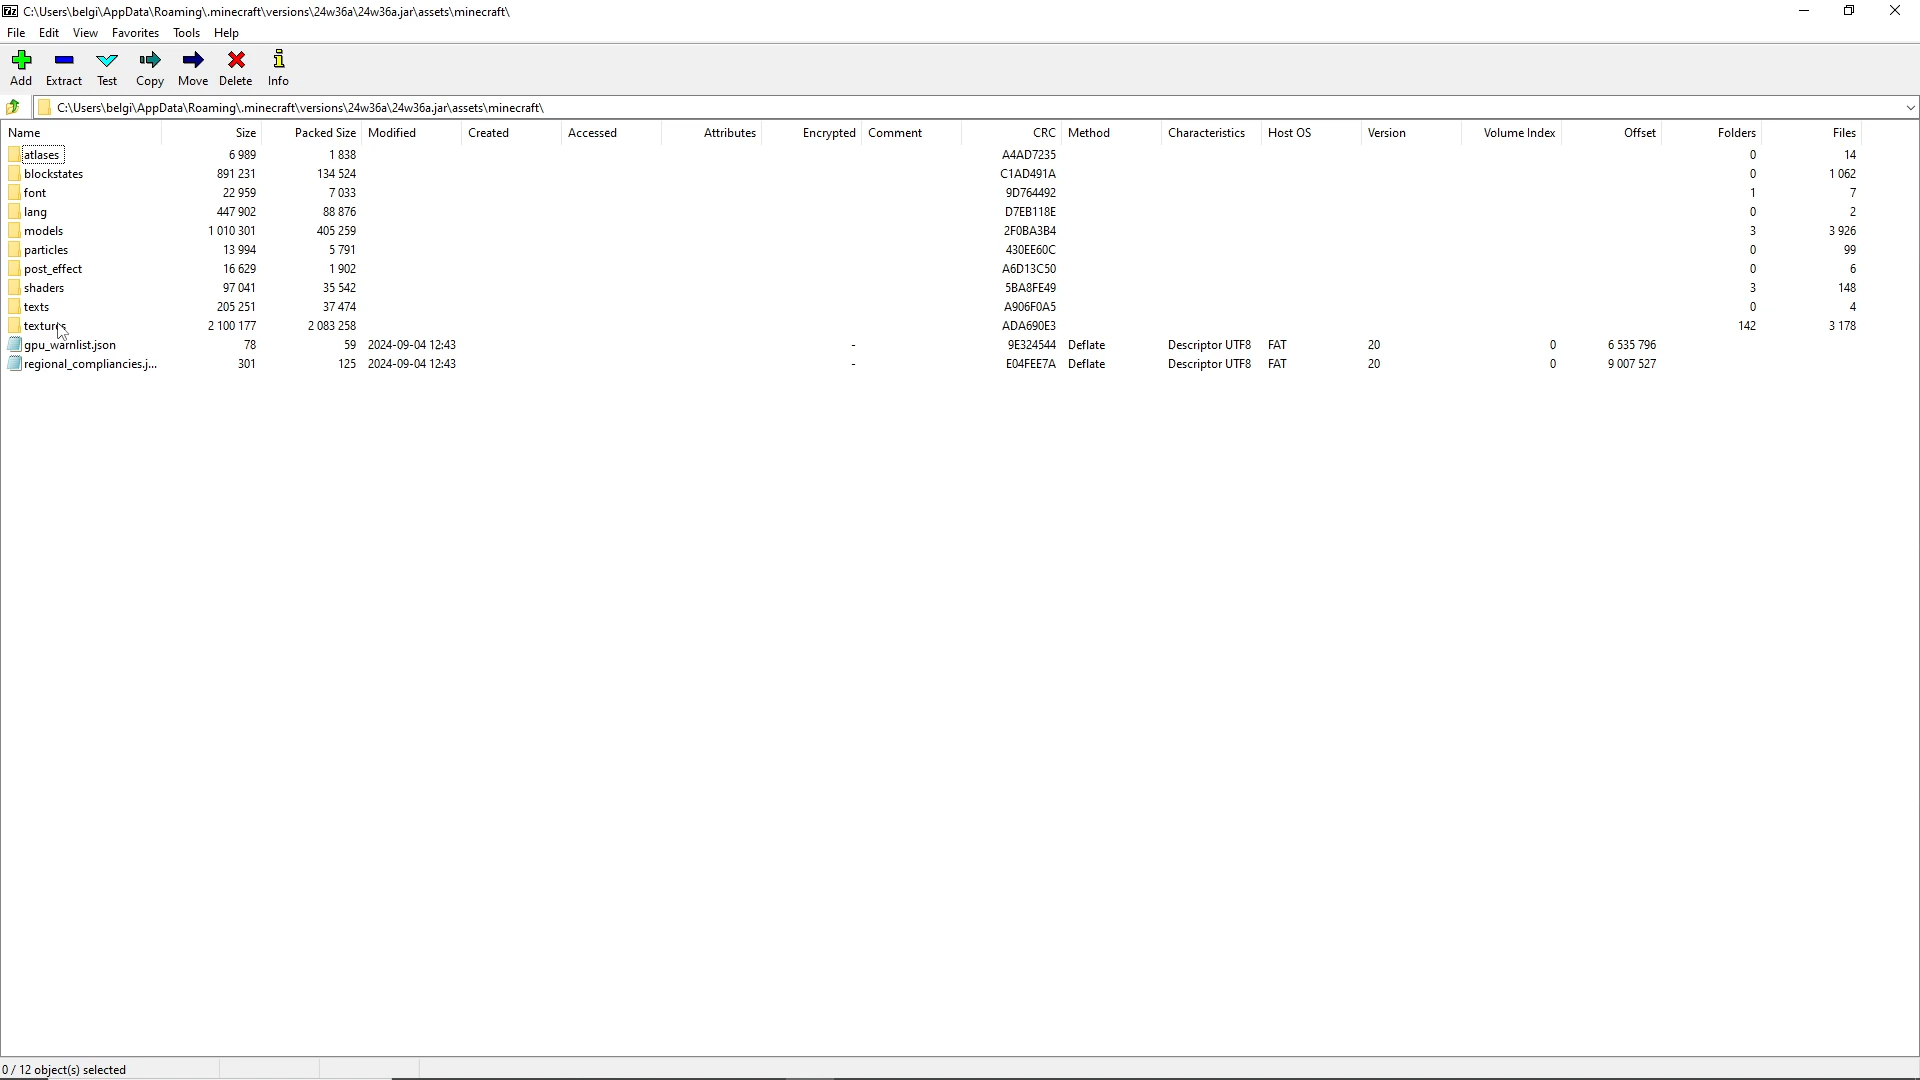 C:\Users\belgi\AppData\Roaming\.minecraft\versions\24w36a\24w36a.jar\assets\minecraft\
File Edit View Favorites Tools Help
Add Extract Test Copy Move Delete Info
C:\Users\belgi\AppData\Roaming\.minecraft\versions\24w36a\24w36a.jar\assets\minecraft\
Name Size Packed Size Modified Created Accessed Attributes Encrypted Comment CRC Method Characteristics Host OS Version Volume Index Offset Folders Files
atlases 6 989 1 838 A4AD7235 0 14
blockstates 891 231 134 524 C1AD491A 0 1 062
font 22 959 7 033 9D764492 1 7
lang 447 902 88 876 D7EB118E 0 2
models 1 010 301 405 259 2F0BA3B4 3 3 926
particles 13 994 5 791 430EE60C 0 99
post_effect 16 629 1 902 A6D13C50 0 6
shaders 97 041 35 542 5BA8FE49 3 148
texts 205 251 37 474 A906F0A5 0 4
textures 2 100 177 2 083 258 ADA690E3 142 3 178
gpu_warnlist.json 78 59 2024-09-04 12:43 - 9E324544 Deflate Descriptor UTF8 FAT 20 0 6 535 796
regional_compliancies.j... 301 125 2024-09-04 12:43 - E04FEE7A Deflate Descriptor UTF8 FAT 20 0 9 007 527
0 / 12 object(s) selected